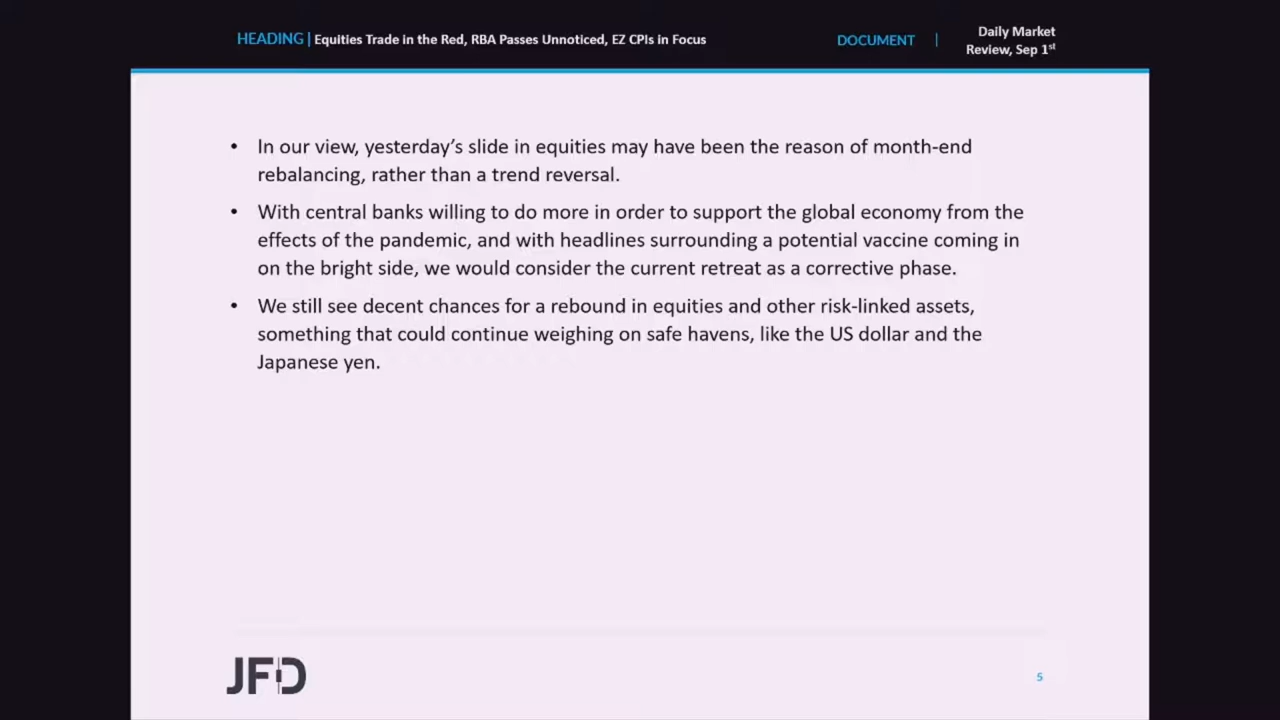 HEADING | Equities Trade in the Red, RBA Passes Unnoticed, EZ CPIs in Focus
DOCUMENT |
Daily Market
Review, Sep 1st
• In our view, yesterday’s slide in equities may have been the reason of month-end
rebalancing, rather than a trend reversal.
• With central banks willing to do more in order to support the global economy from the
effects of the pandemic, and with headlines surrounding a potential vaccine coming in
on the bright side, we would consider the current retreat as a corrective phase.
• We still see decent chances for a rebound in equities and other risk-linked assets,
something that could continue weighing on safe havens, like the US dollar and the
Japanese yen.
JFD
5